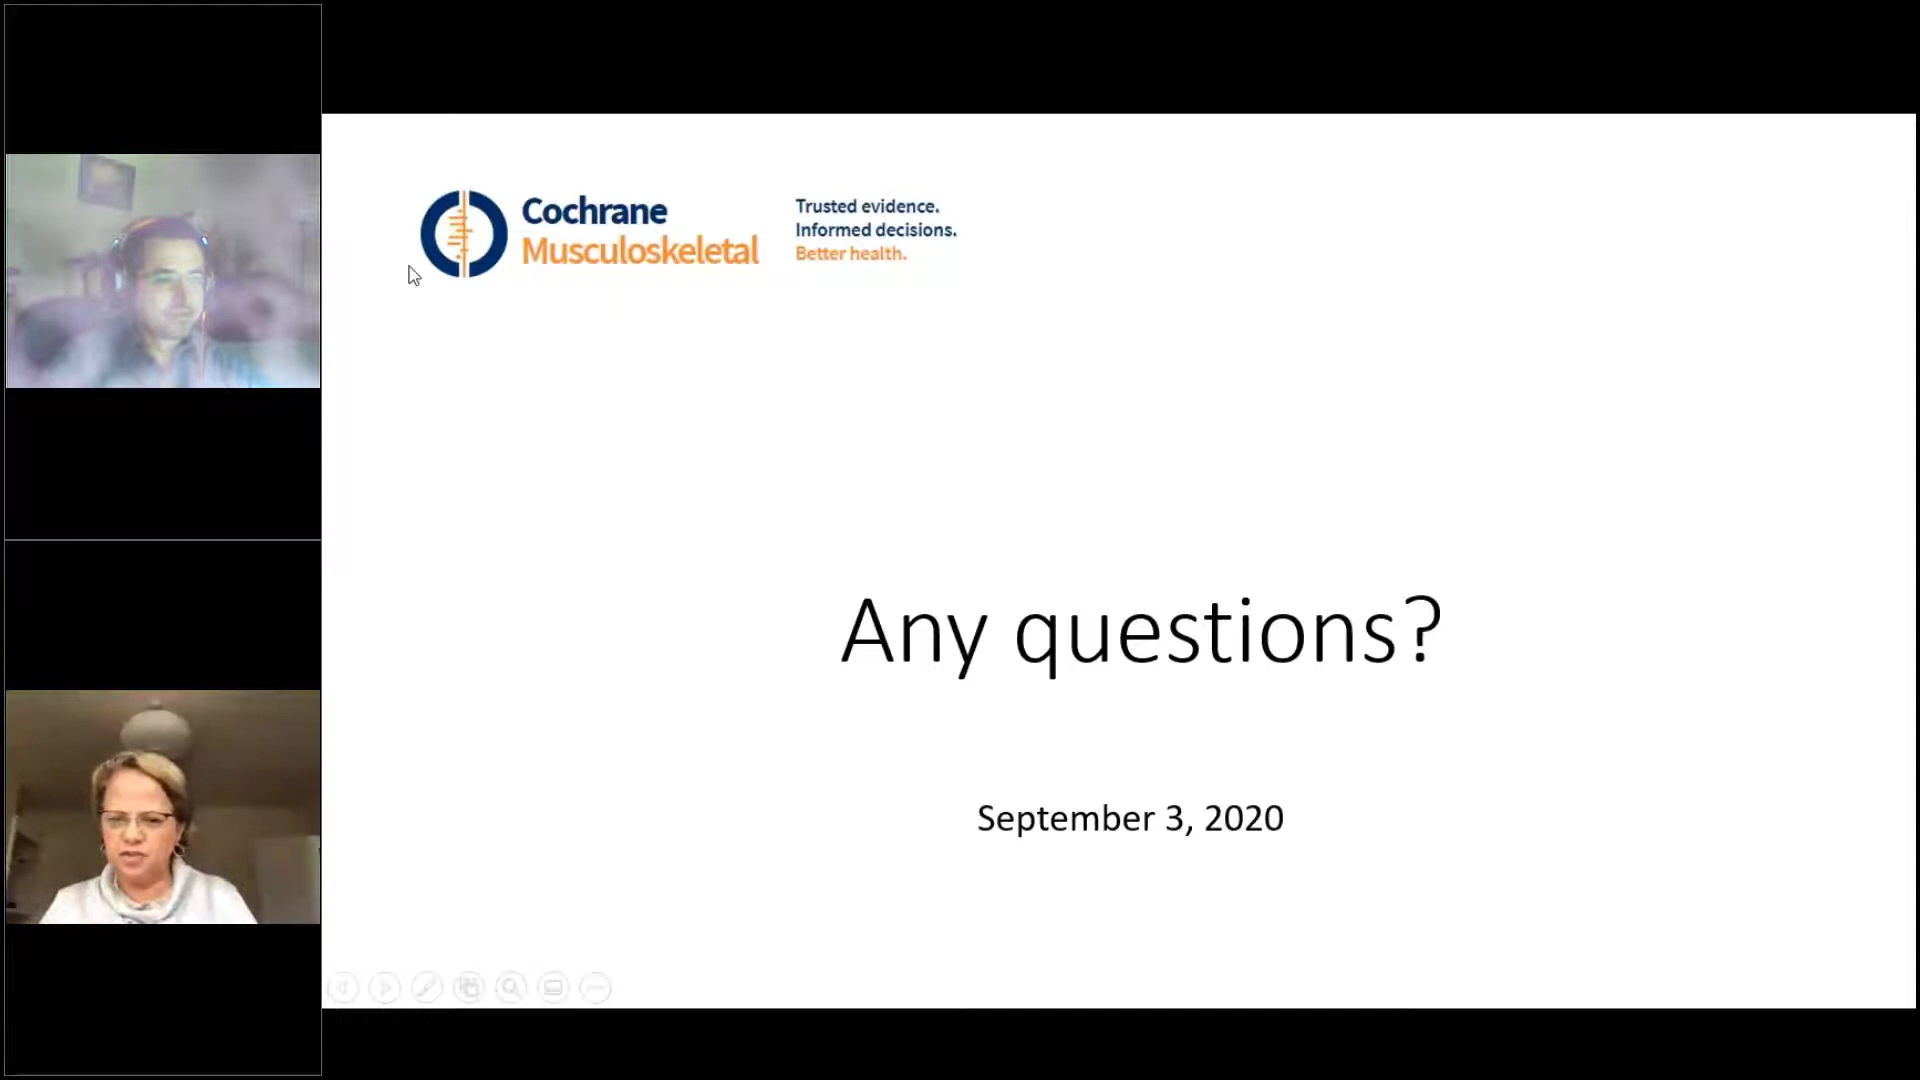 Cochrane
Musculoskeletal
Trusted evidence.
Informed decisions.
Better health.
Any questions?
September 3, 2020